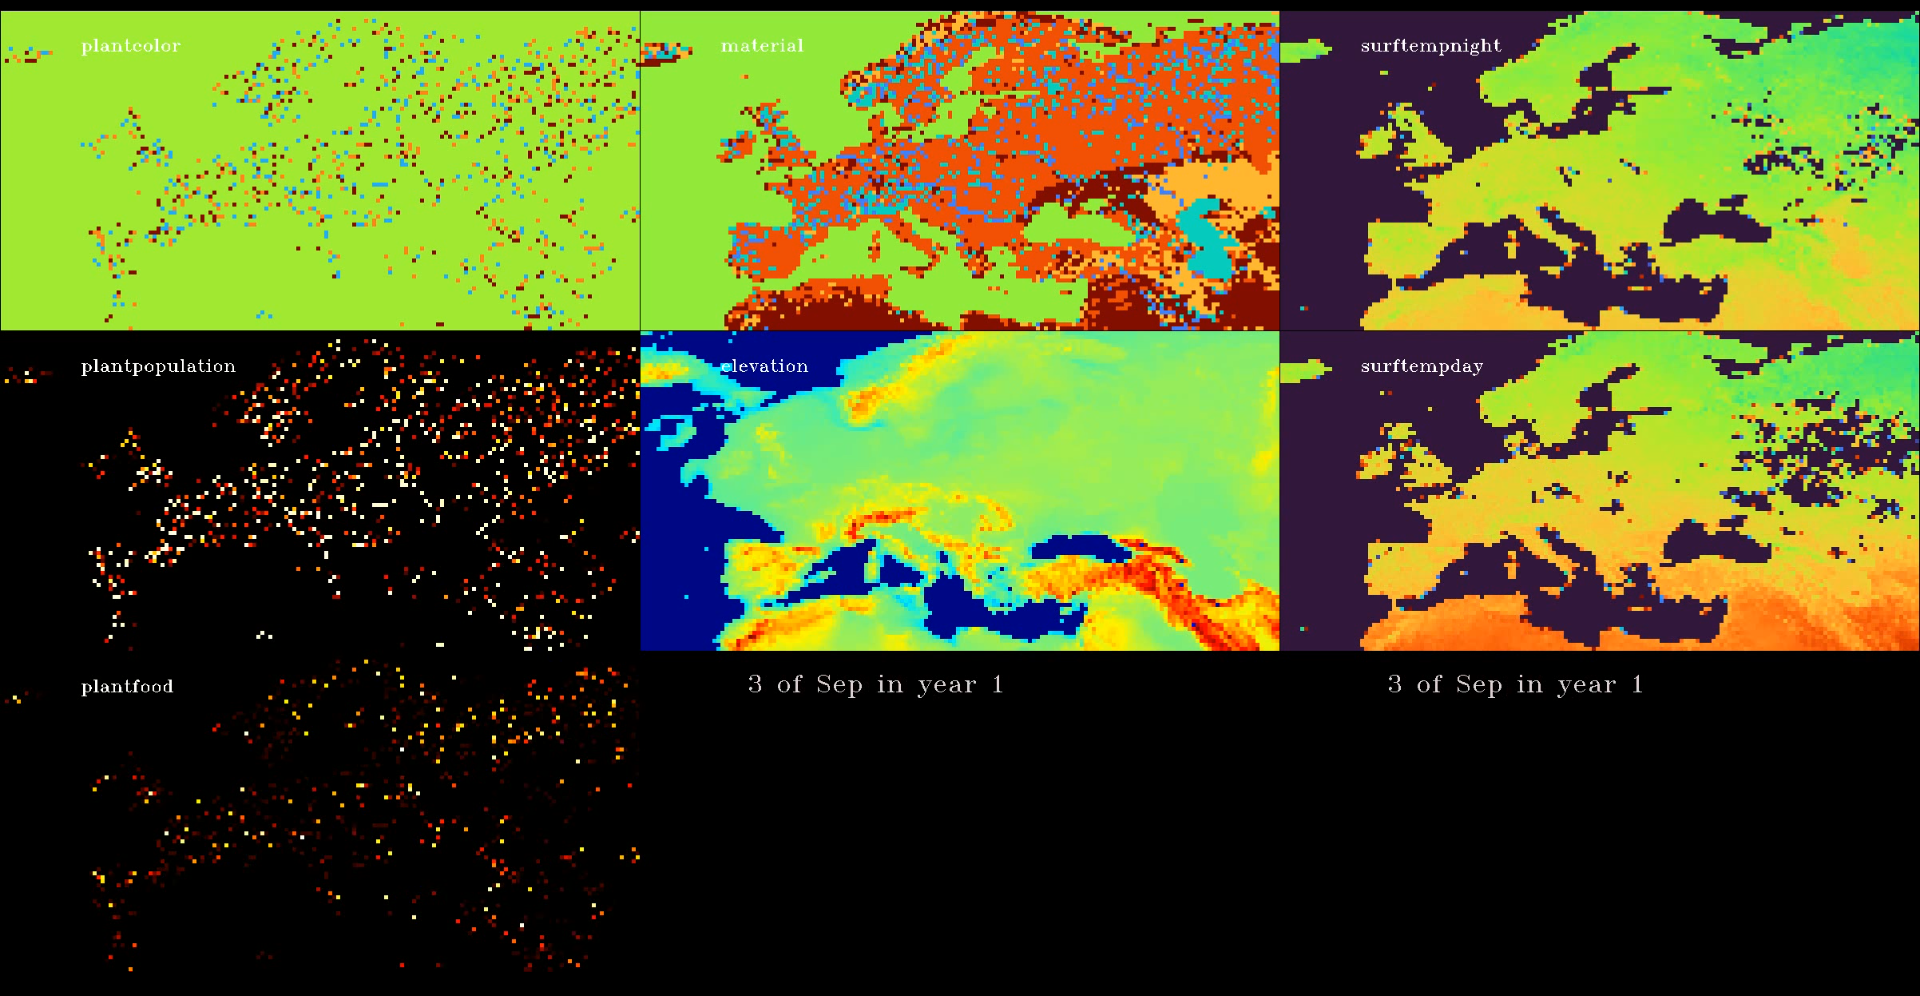 plantcolor
material
surftempnight
plantpopulation
elevation
surftempday
plantfood
3 of Sep in year 1
3 of Sep in year 1